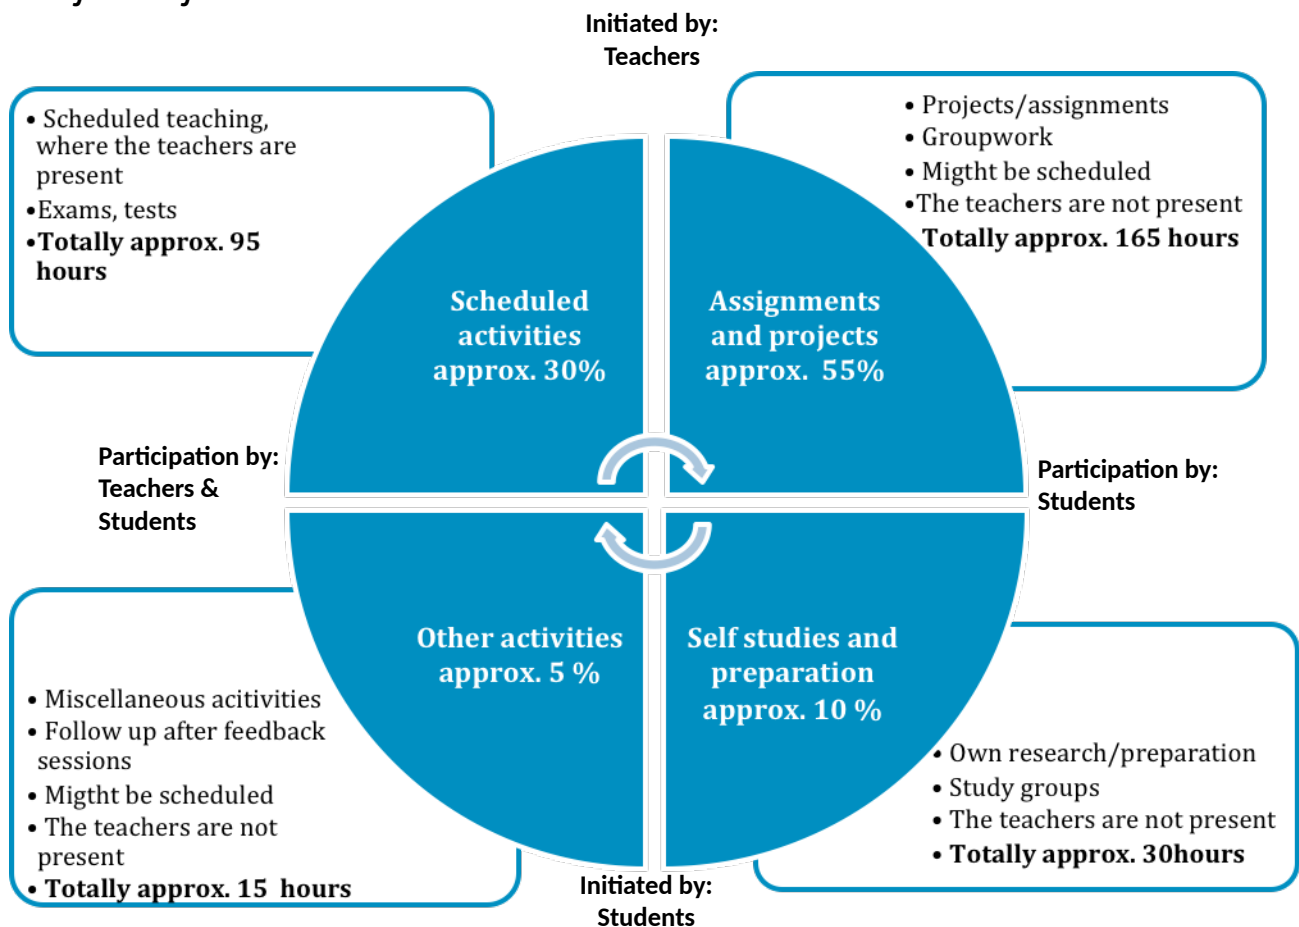 Initiated by:
Teachers
• Scheduled teaching,
where the teachers are
present
•Exams, tests
•Totally approx. 95
hours
• Projects/assignments
• Groupwork
• Migtht be scheduled
•The teachers are not present
Totally approx. 165 hours
Scheduled
activities
approx. 30%
Assignments
and projects
approx. 55%
Participation by:
Teachers &
Students
Participation by:
Students
Other activities
approx. 5 %
Self studies and
preparation
approx. 10 %
• Miscellaneous acitivities
• Follow up after feedback
sessions
• Migtht be scheduled
• The teachers are not
present
• Totally approx. 15 hours
• Own research/preparation
• Study groups
• The teachers are not present
• Totally approx. 30hours
Initiated by:
Students